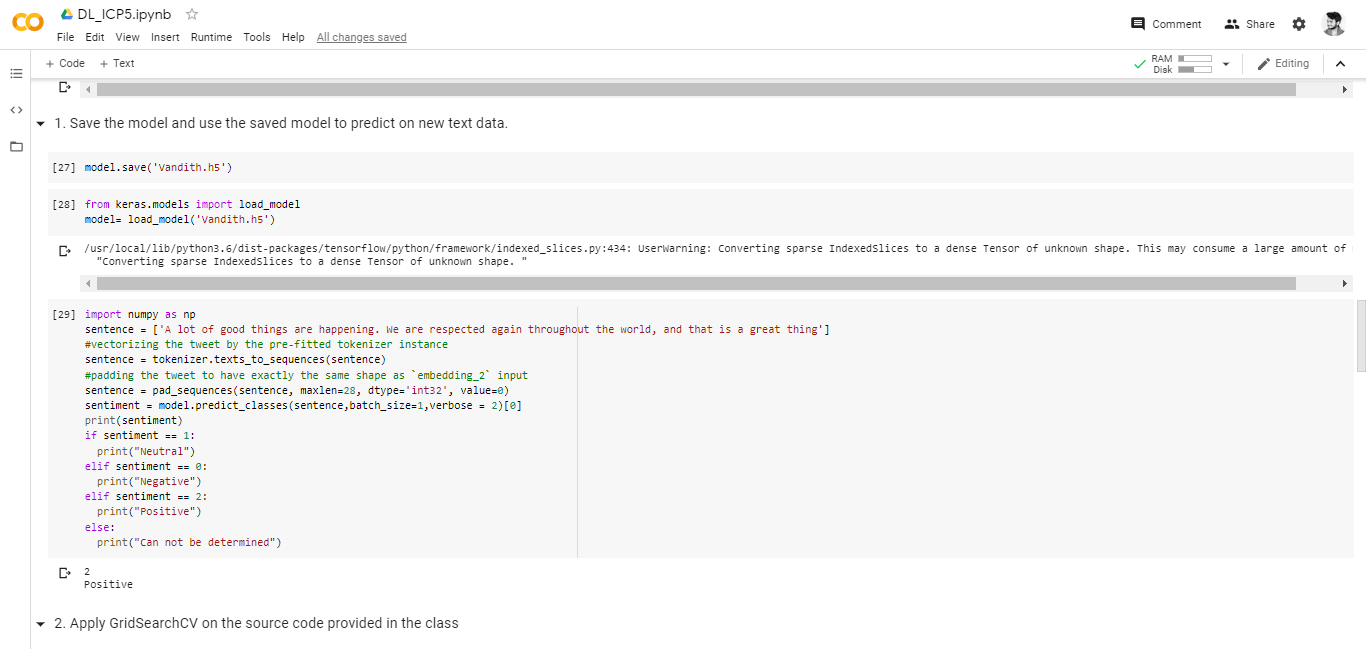 CO DL_ICP5.ipynb
File Edit View Insert Runtime Tools Help All changes saved
Comment Share
+ Code + Text
RAM
Disk
Editing
1. Save the model and use the saved model to predict on new text data.
[27] model.save('Vandith.h5')
[28] from keras.models import load_model
model= load_model('Vandith.h5')
/usr/local/lib/python3.6/dist-packages/tensorflow/python/framework/indexed_slices.py:434: UserWarning: Converting sparse IndexedSlices to a dense Tensor of unknown shape. This may consume a large amount of
"Converting sparse IndexedSlices to a dense Tensor of unknown shape. "
[29] import numpy as np
sentence = ['A lot of good things are happening. We are respected again throughout the world, and that is a great thing']
#vectorizing the tweet by the pre-fitted tokenizer instance
sentence = tokenizer.texts_to_sequences(sentence)
#padding the tweet to have exactly the same shape as `embedding_2` input
sentence = pad_sequences(sentence, maxlen=28, dtype='int32', value=0)
sentiment = model.predict_classes(sentence,batch_size=1,verbose = 2)[0]
print(sentiment)
if sentiment == 1:
print("Neutral")
elif sentiment == 0:
print("Negative")
elif sentiment == 2:
print("Positive")
else:
print("Can not be determined")
2
Positive
2. Apply GridSearchCV on the source code provided in the class